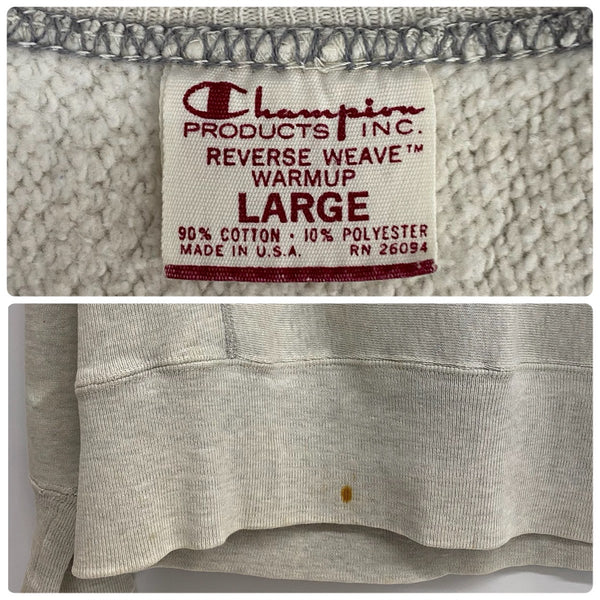 Champion
PRODUCTS INC.
REVERSE WEAVE™
WARMUP
LARGE
90% COTTON · 10% POLYESTER
MADE IN U.S.A. RN 26094